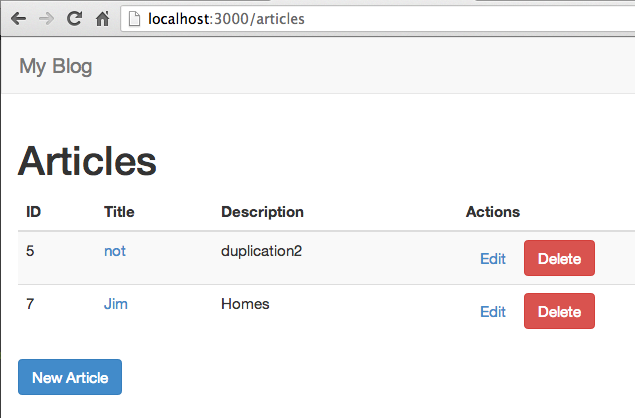 localhost:3000/articles
My Blog
Articles
ID Title Description Actions
5 not duplication2 Edit Delete
7 Jim Homes Edit Delete
New Article